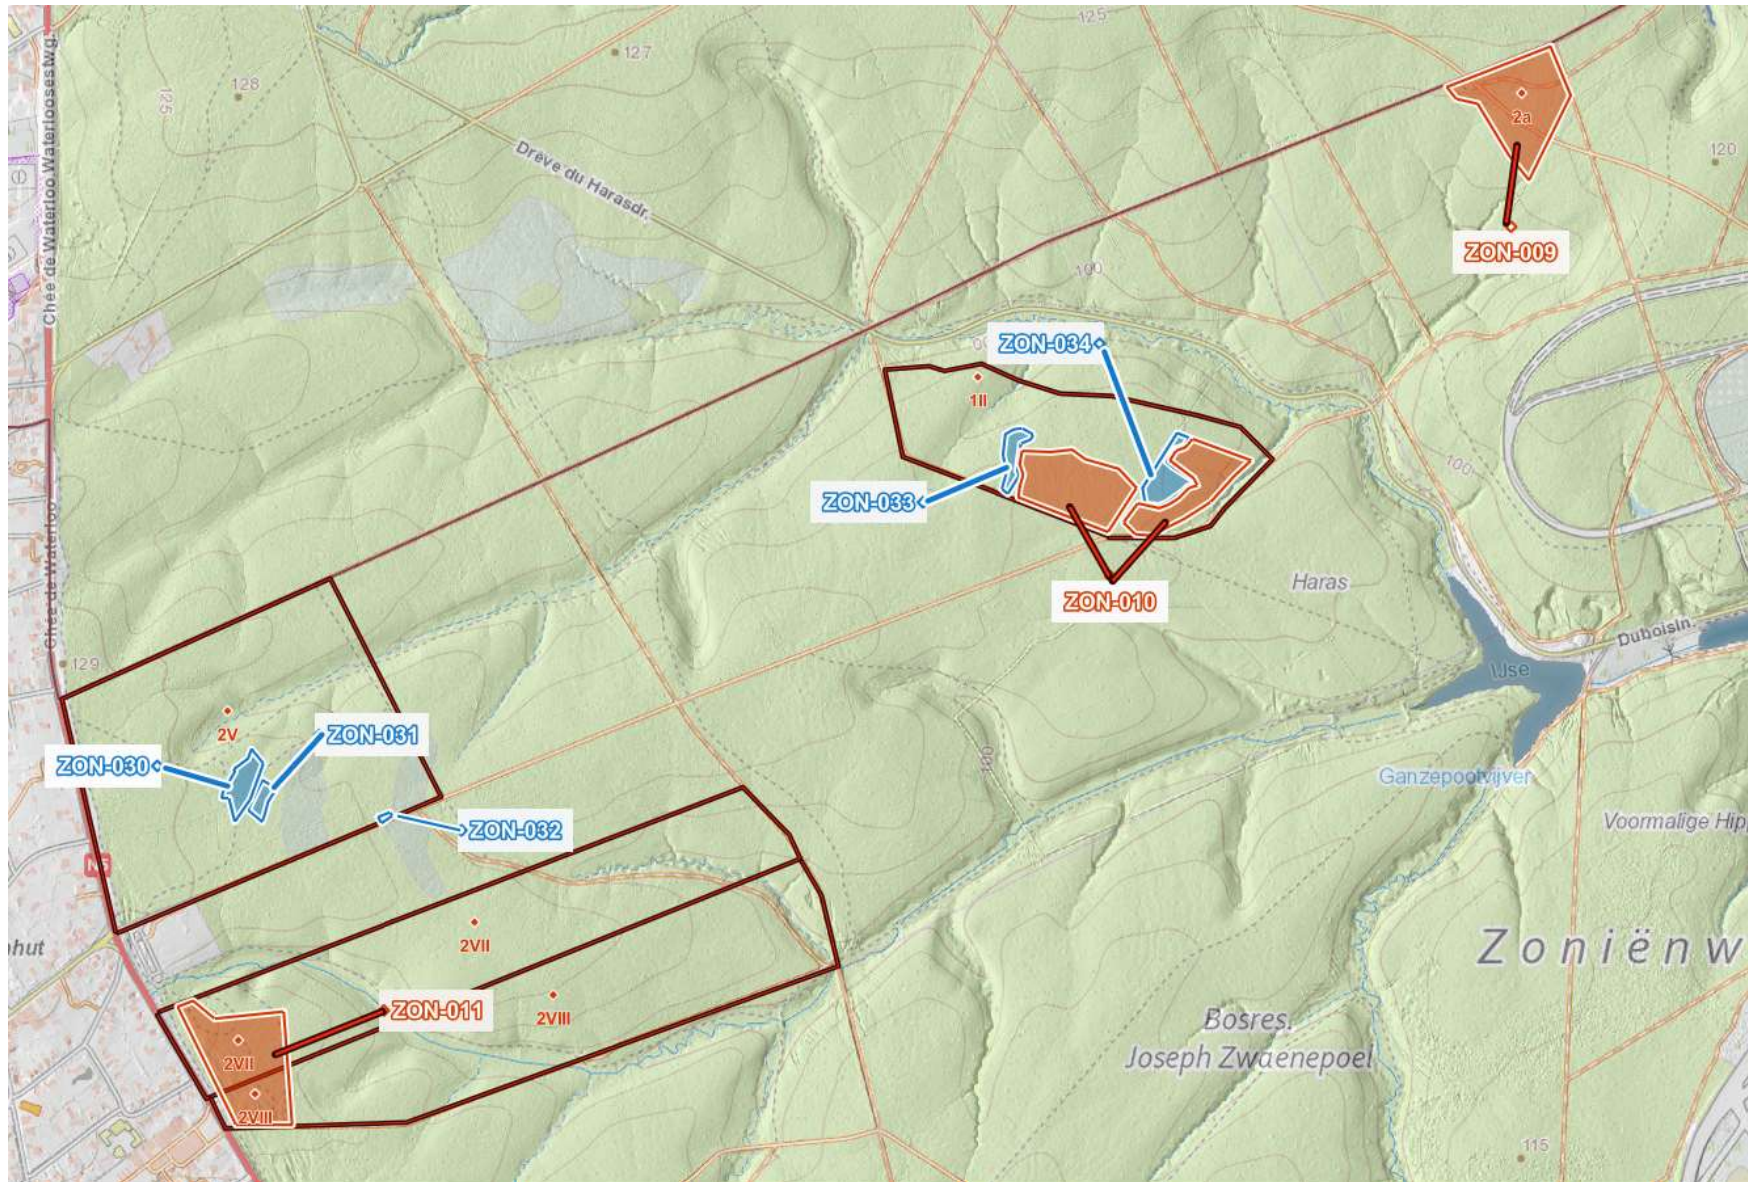 125
127
128
125
Chée de Waterloo Waterloosestwg.
Drève du Harasdr.
2a
120
ZON-009
100
ZON-034
1II
ZON-033
100
ZON-010
Haras
Duboisln.
IJse
Chée de Waterloo
129
2V
ZON-031
ZON-030
100
Ganzepootvijver
ZON-032
Voormalige Hipp
N5
2VII
Zoniënw
ZON-011
2VIII
Bosres.
Joseph Zwaenepoel
2VII
2VIII
115